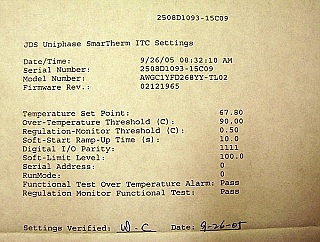 2508D1093-15C09
JDS Uniphase SmarTherm ITC Settings
Date/Time: 9/26/05 08:32:10 AM
Serial Number: 2508D1093-15C09
Model Number: AWGC1YFD268YY-TL02
Firmware Rev.: 02121965
Temperature Set Point: 67.80
Over-Temperature Threshold (C): 90.00
Regulation-Monitor Threshold (C): 0.50
Soft-Start Ramp-Up Time (s): 10.0
Digital I/O Parity: 1111
Soft-Limit Level: 100.0
Serial Address: 0
RunMode: 0
Functional Test Over Temperature Alarm: Pass
Regulation Monitor Functional Test: Pass
Settings Verified: W-C Date: 9-26-05